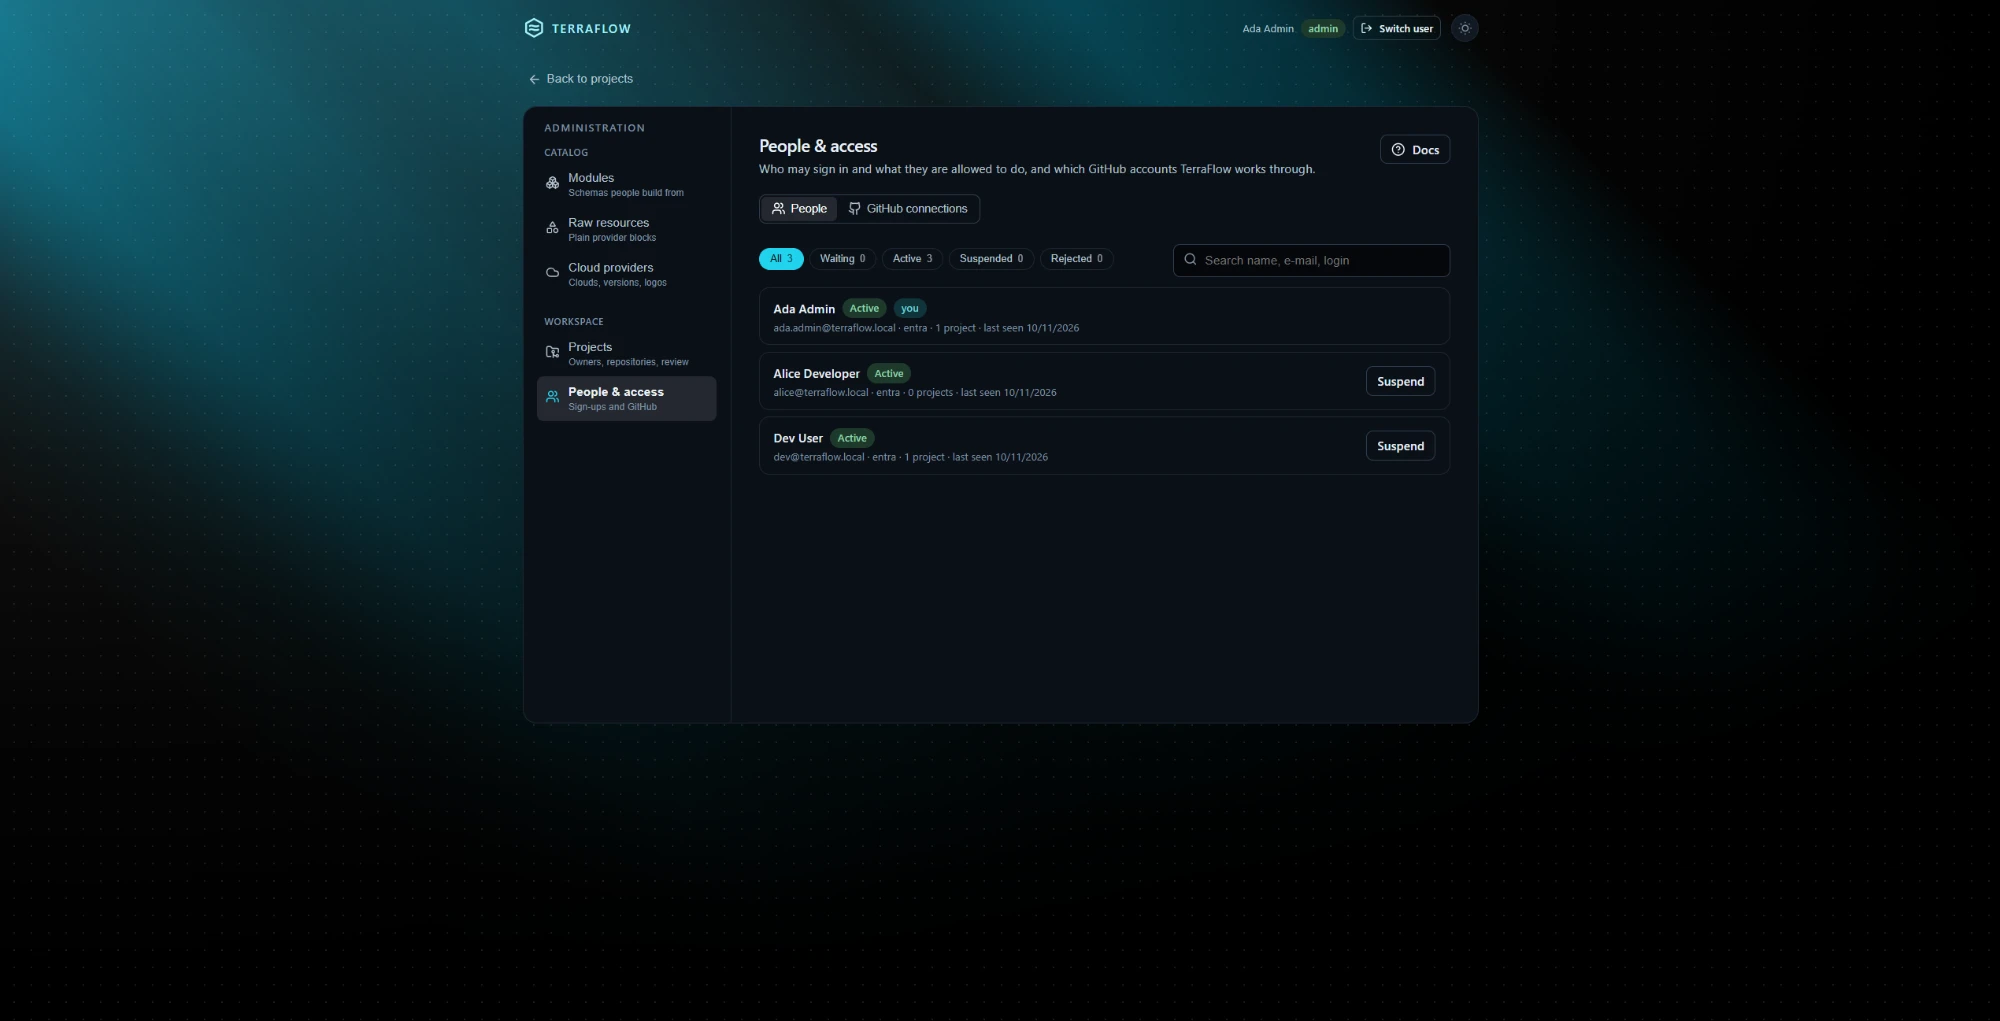 TERRAFLOW
Ada Admin admin Switch user
Back to projects
ADMINISTRATION
CATALOG
Modules
Schemas people build from
Raw resources
Plain provider blocks
Cloud providers
Clouds, versions, logos
WORKSPACE
Projects
Owners, repositories, review
People & access
Sign-ups and GitHub
People & access
Docs
Who may sign in and what they are allowed to do, and which GitHub accounts TerraFlow works through.
People GitHub connections
All 3 Waiting 0 Active 3 Suspended 0 Rejected 0 Search name, e-mail, login
Ada Admin Active you
ada.admin@terraflow.local · entra · 1 project · last seen 10/11/2026
Alice Developer Active
alice@terraflow.local · entra · 0 projects · last seen 10/11/2026
Suspend
Dev User Active
dev@terraflow.local · entra · 1 project · last seen 10/11/2026
Suspend